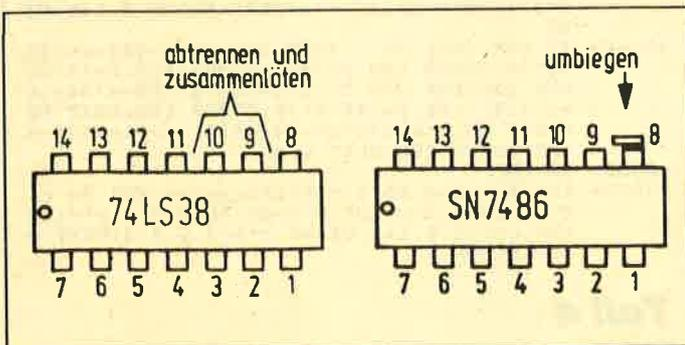 abtrennen und
zusammenlöten
umbiegen
14 13 12 11 10 9 8
74LS38
7 6 5 4 3 2 1
14 13 12 11 10 9 8
SN7486
7 6 5 4 3 2 1